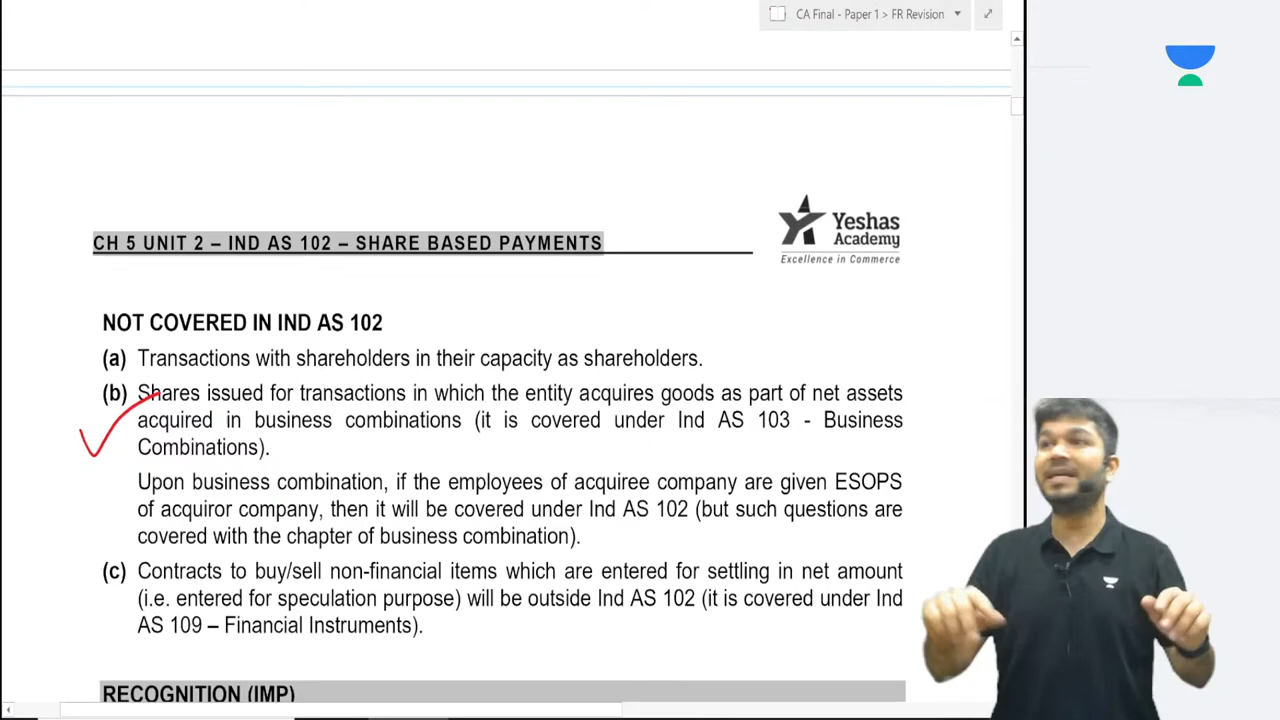 CA Final - Paper 1 > FR Revision
Yeshas
Academy
Excellence in Commerce
CH 5 UNIT 2 – IND AS 102 – SHARE BASED PAYMENTS
NOT COVERED IN IND AS 102
(a) Transactions with shareholders in their capacity as shareholders.
(b) Shares issued for transactions in which the entity acquires goods as part of net assets
acquired in business combinations (it is covered under Ind AS 103 - Business
Combinations).
Upon business combination, if the employees of acquiree company are given ESOPS
of acquiror company, then it will be covered under Ind AS 102 (but such questions are
covered with the chapter of business combination).
(c) Contracts to buy/sell non-financial items which are entered for settling in net amount
(i.e. entered for speculation purpose) will be outside Ind AS 102 (it is covered under Ind
AS 109 – Financial Instruments).
RECOGNITION (IMP)